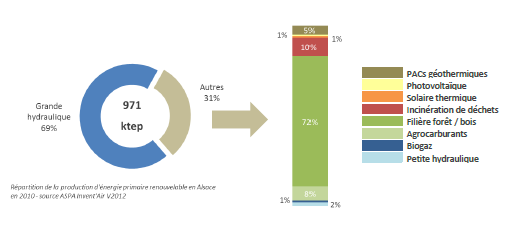 Grande
hydraulique
69%
971
ktep
Autres
31%
5%
1%
1%
10%
72%
8%
1%
2%
PACs géothermiques
Photovoltaïque
Solaire thermique
Incinération de déchets
Filière forêt / bois
Agrocarburants
Biogaz
Petite hydraulique
Répartition de la production d'énergie primaire renouvelable en Alsace
en 2010 - source ASPA Invent'Air V2012